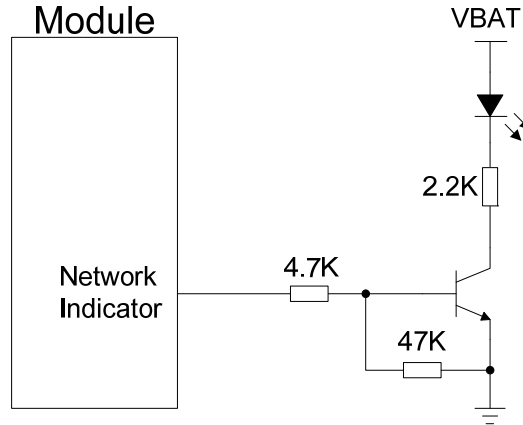 Module
VBAT
2.2K
4.7K
Network
Indicator
47K